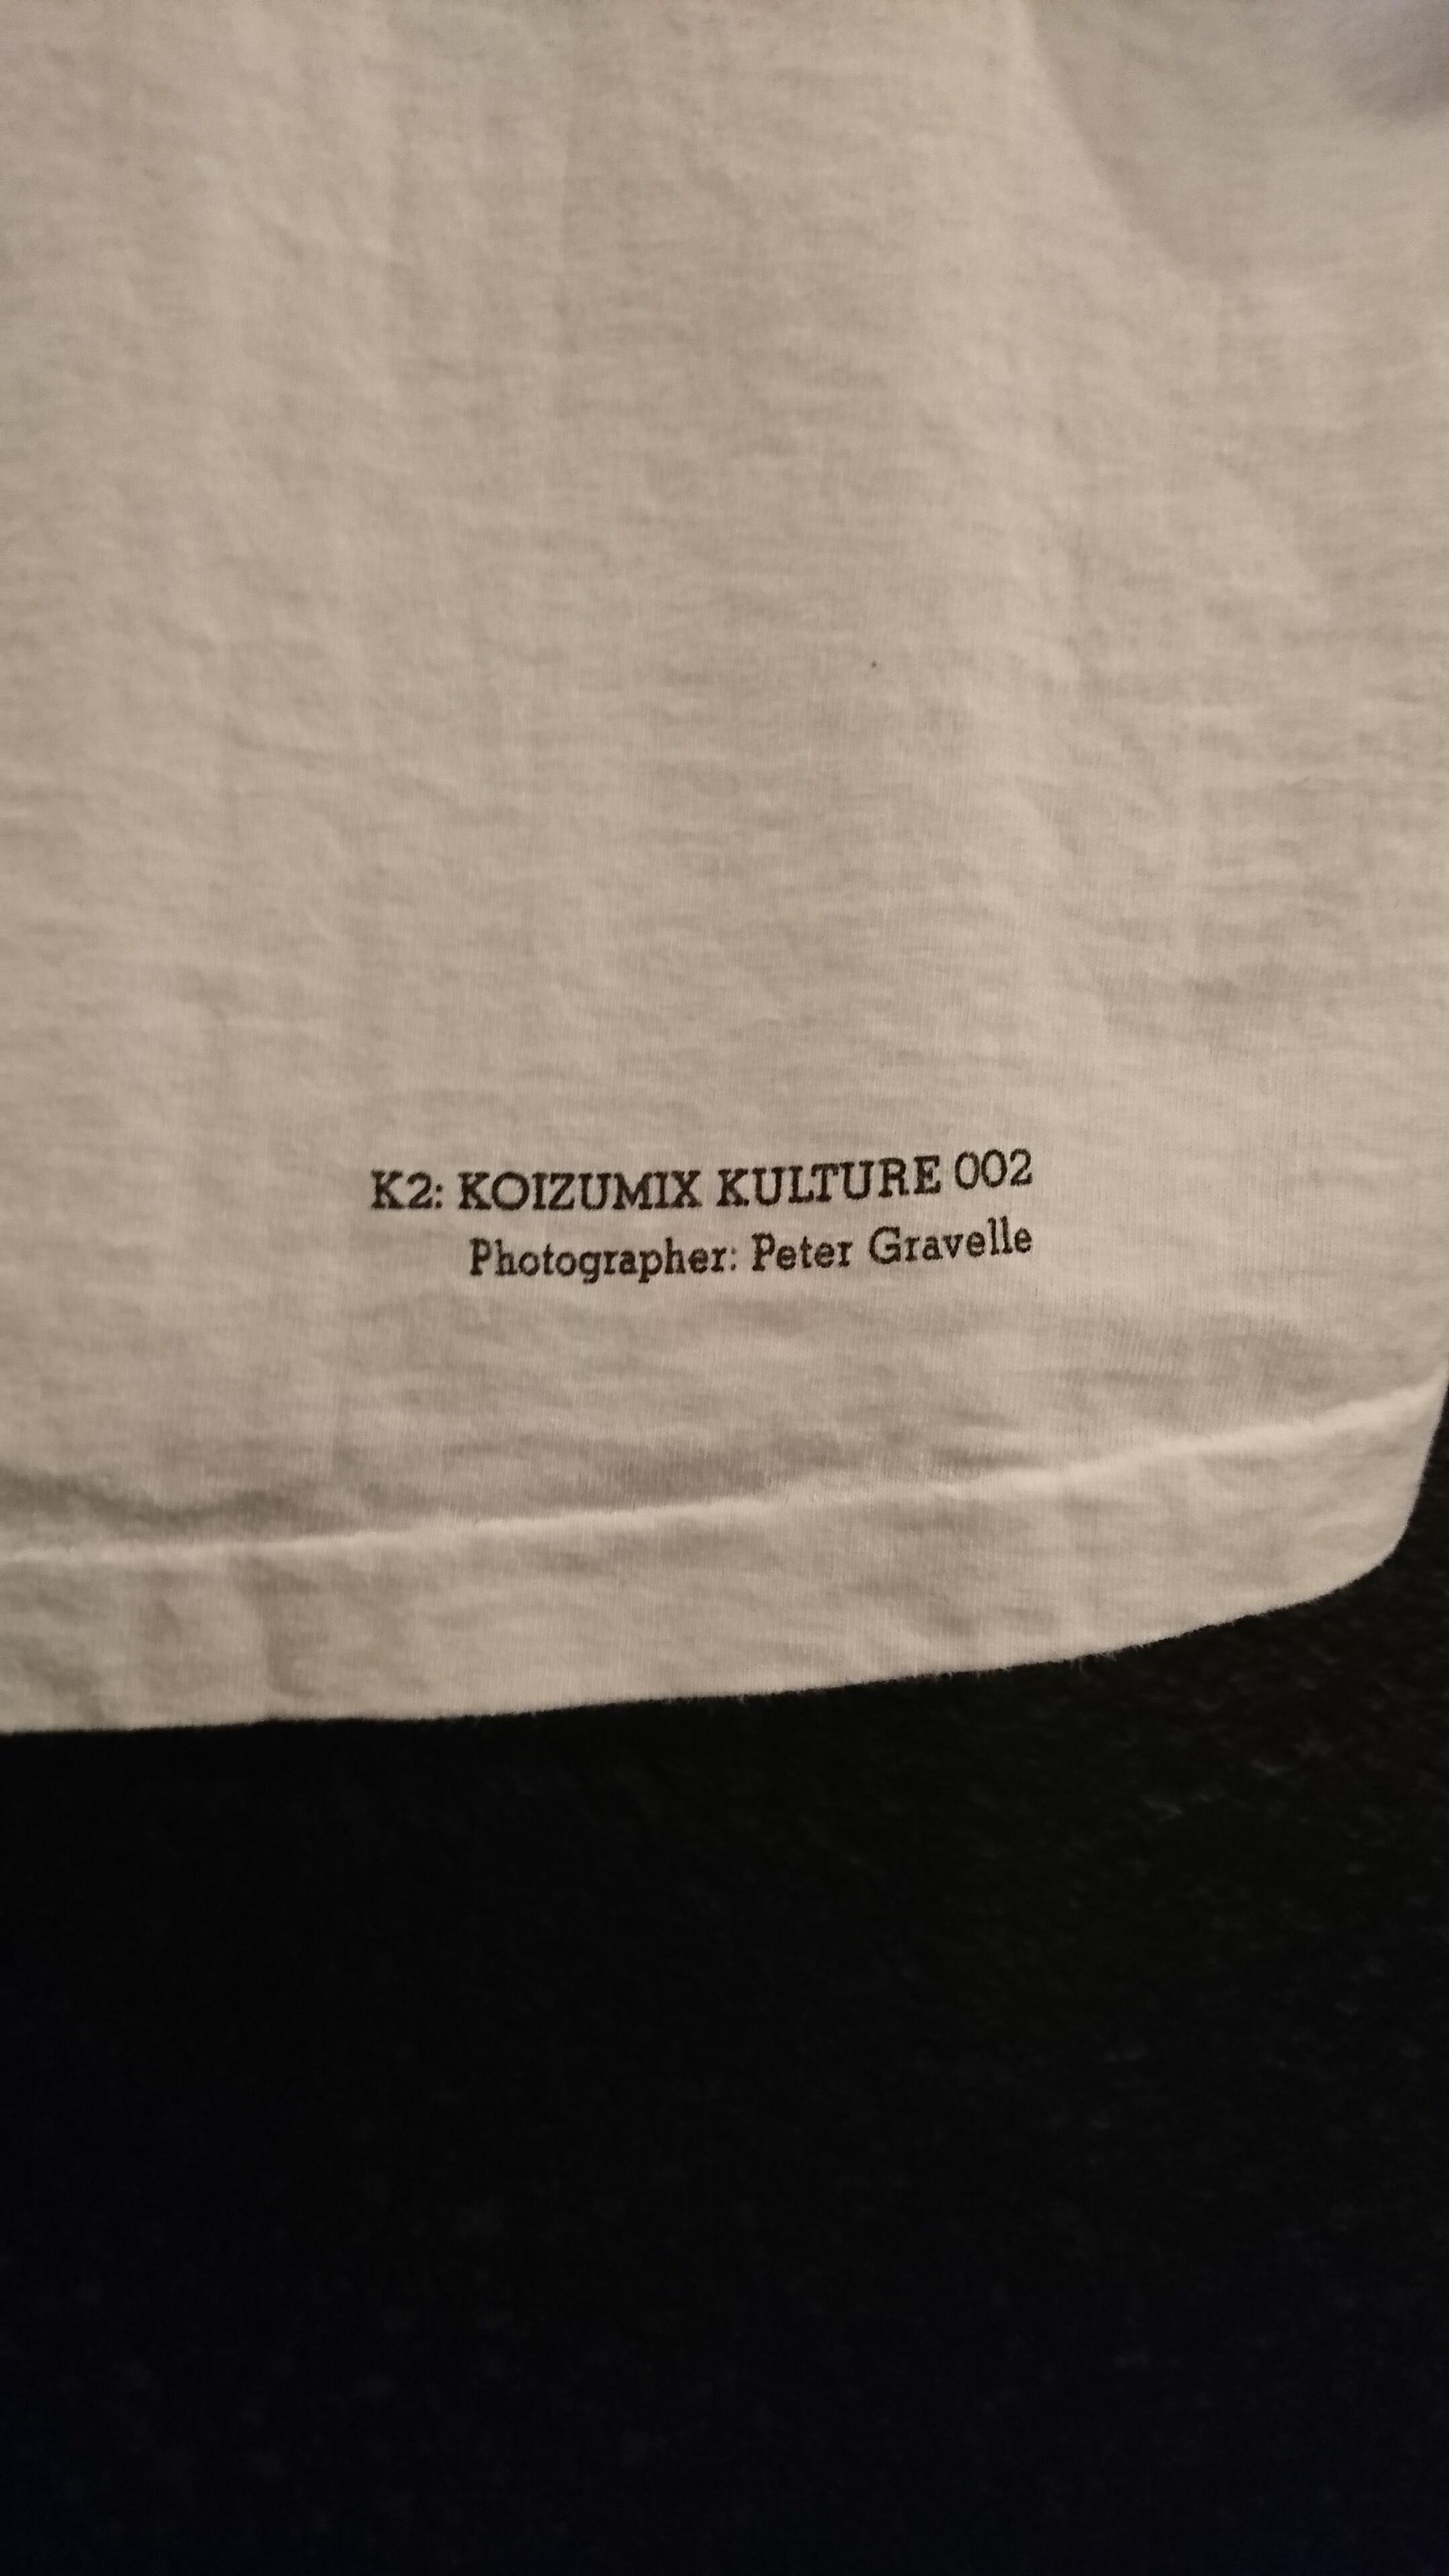 K2: KOIZUMIX KULTURE 002
Photographer: Peter Gravelle